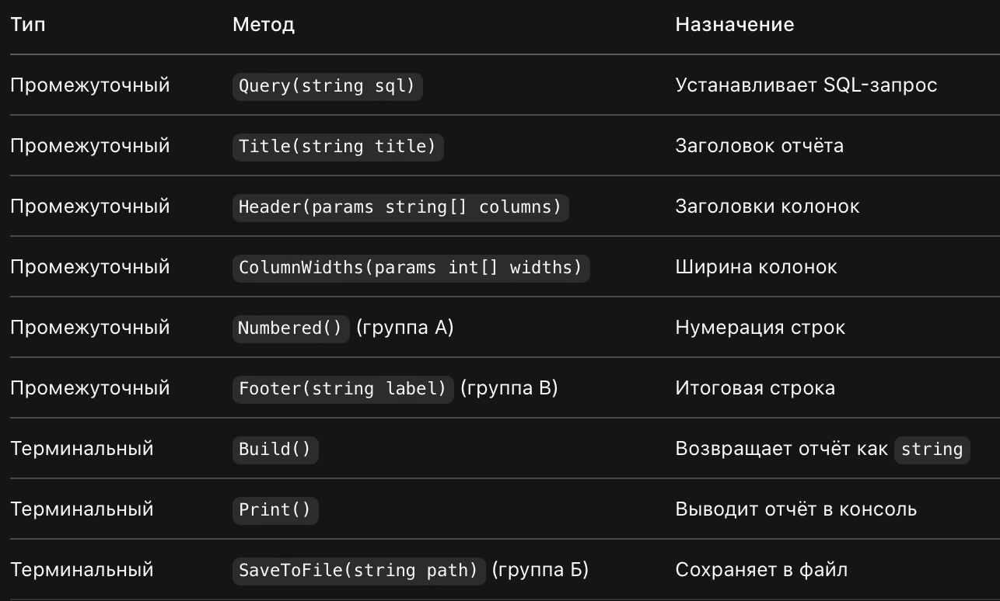 Тип Метод Назначение
Промежуточный Query(string sql) Устанавливает SQL-запрос
Промежуточный Title(string title) Заголовок отчёта
Промежуточный Header(params string[] columns) Заголовки колонок
Промежуточный ColumnWidths(params int[] widths) Ширина колонок
Промежуточный Numbered() (группа А) Нумерация строк
Промежуточный Footer(string label) (группа В) Итоговая строка
Терминальный Build() Возвращает отчёт как string
Терминальный Print() Выводит отчёт в консоль
Терминальный SaveToFile(string path) (группа Б) Сохраняет в файл